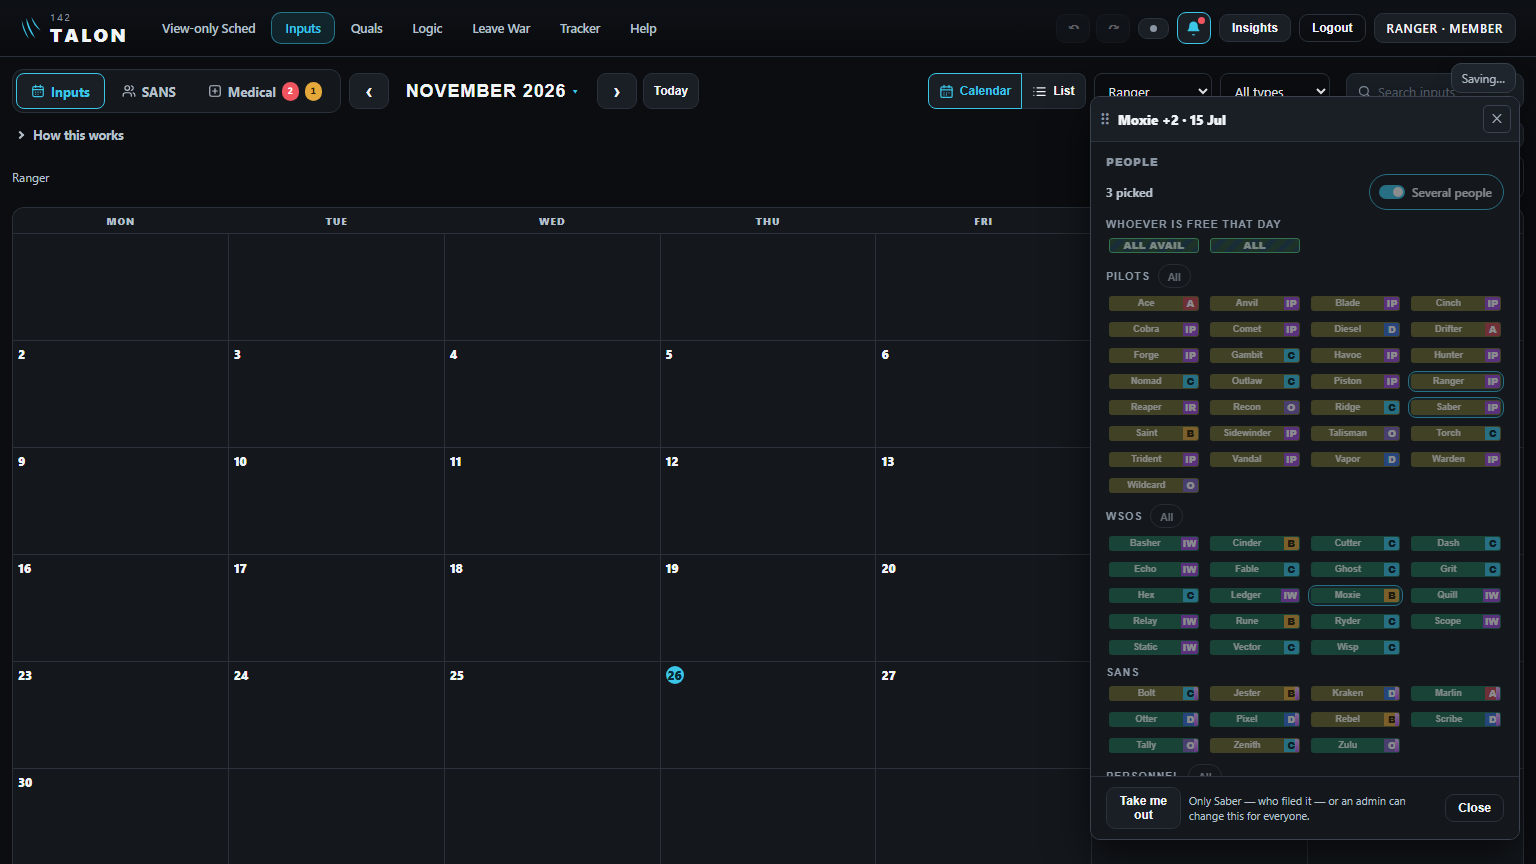 142
TALON
View-only Sched
Inputs
Quals
Logic
Leave War
Tracker
Help
Insights
Logout
RANGER · MEMBER
Inputs
SANS
Medical 2 1
NOVEMBER 2026
Today
Calendar
List
Ranger
All types
Search inputs
Saving...
How this works
Ranger
MON TUE WED THU FRI
2 3 4 5 6
9 10 11 12 13
16 17 18 19 20
23 24 25 26 27
30
Moxie +2 · 15 Jul
PEOPLE
3 picked
Several people
WHOEVER IS FREE THAT DAY
ALL AVAIL ALL
PILOTS All
Ace A Anvil IP Blade IP Cinch IP
Cobra IP Comet IP Diesel D Drifter A
Forge IP Gambit C Havoc IP Hunter IP
Nomad C Outlaw C Piston IP Ranger IP
Reaper IR Recon O Ridge C Saber IP
Saint B Sidewinder IP Talisman O Torch C
Trident IP Vandal IP Vapor D Warden IP
Wildcard O
WSOS All
Basher IW Cinder B Cutter C Dash C
Echo IW Fable C Ghost C Grit C
Hex C Ledger IW Moxie B Quill IW
Relay IW Rune B Ryder C Scope IW
Static IW Vector C Wisp C
SANS
Bolt C Jester B Kraken D Marlin A
Otter D Pixel D Rebel B Scribe D
Tally O Zenith C Zulu O
PERSONNEL All
Take me out
Only Saber — who filed it — or an admin can
change this for everyone.
Close